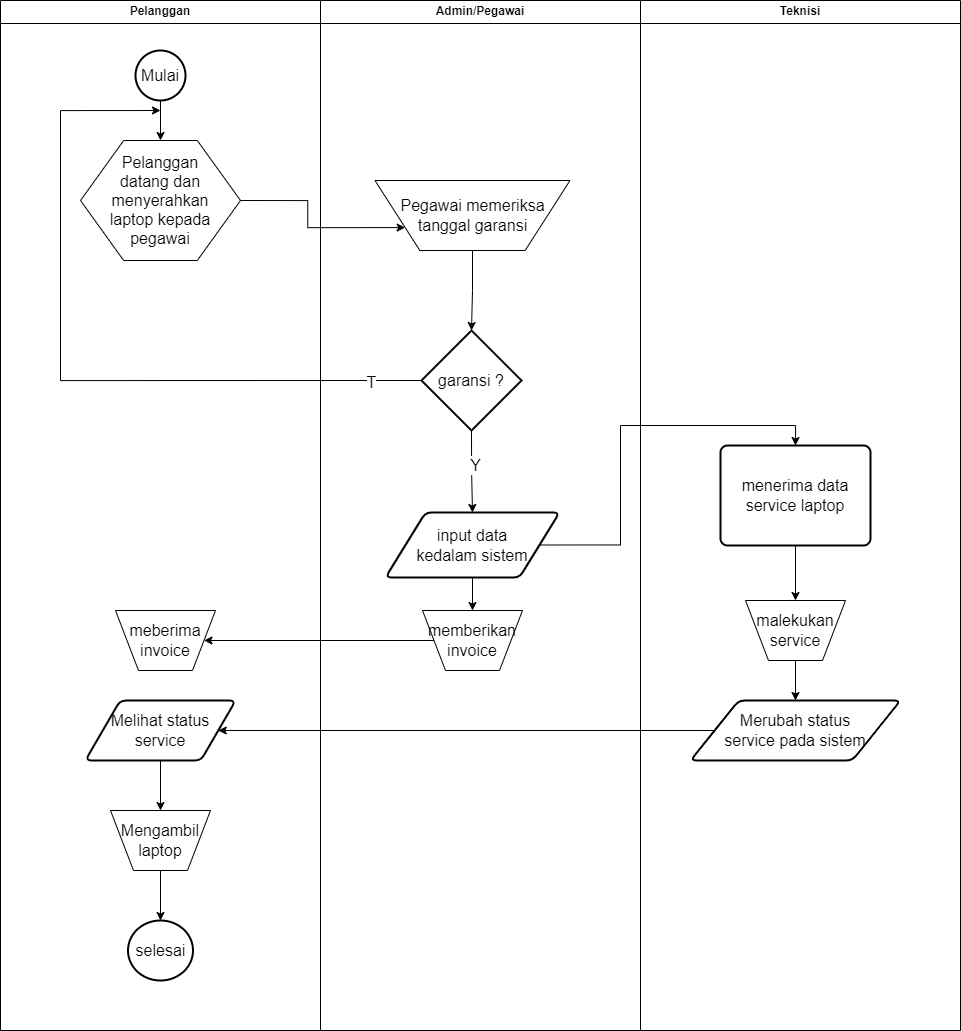 Pelanggan
Admin/Pegawai
Teknisi
Mulai
Pelanggan
datang dan
menyerahkan
laptop kepada
pegawai
Pegawai memeriksa
tanggal garansi
garansi ?
T
Y
input data
kedalam sistem
menerima data
service laptop
meberima
invoice
memberikan
invoice
malekukan
service
Melihat status
service
Merubah status
service pada sistem
Mengambil
laptop
selesai